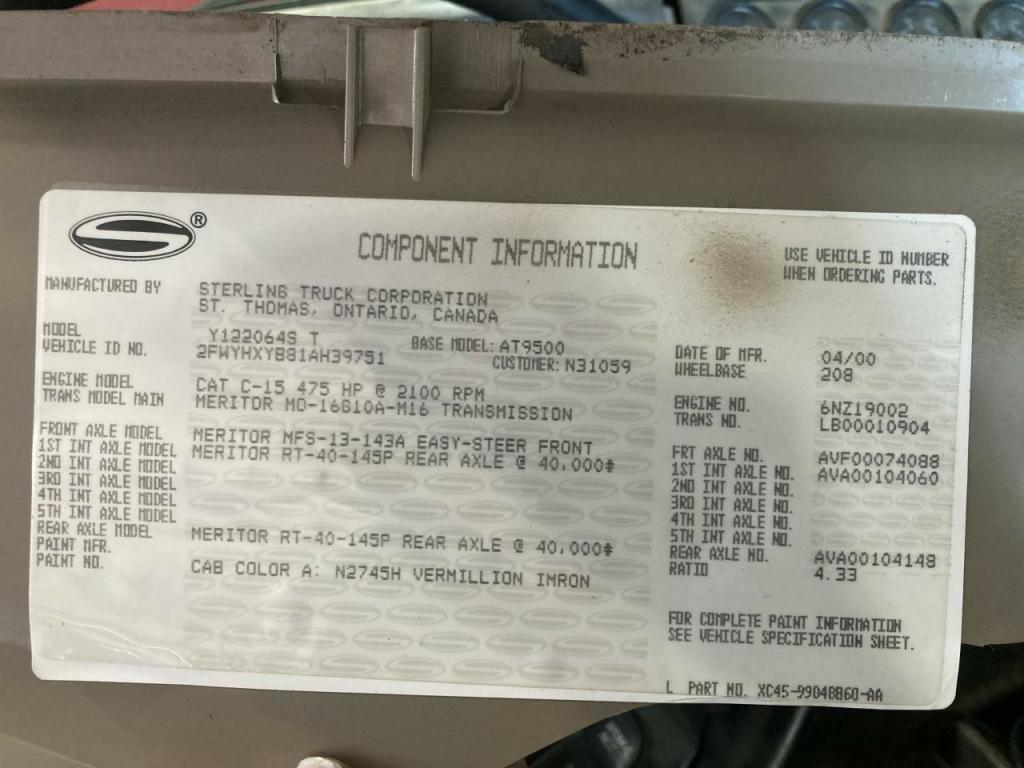 ®
COMPONENT INFORMATION
USE VEHICLE ID NUMBER
WHEN ORDERING PARTS.
MANUFACTURED BY STERLING TRUCK CORPORATION
ST. THOMAS, ONTARIO, CANADA
MODEL Y122064S T BASE MODEL: AT9500 DATE OF MFR. 04/00
VEHICLE ID NO. 2FWYHXYB81AH39751 CUSTOMER: N31059 WHEELBASE 208
ENGINE MODEL CAT C-15 475 HP @ 2100 RPM ENGINE NO. 6NZ19002
TRANS MODEL MAIN MERITOR MO-16G10A-M16 TRANSMISSION TRANS NO. LB00010904
FRONT AXLE MODEL MERITOR MFS-13-143A EASY-STEER FRONT FRT AXLE NO. AVF00074088
1ST INT AXLE MODEL MERITOR RT-40-145P REAR AXLE @ 40,000# 1ST INT AXLE NO. AVA00104060
2ND INT AXLE MODEL 2ND INT AXLE NO.
3RD INT AXLE MODEL 3RD INT AXLE NO.
4TH INT AXLE MODEL 4TH INT AXLE NO.
5TH INT AXLE MODEL 5TH INT AXLE NO.
REAR AXLE MODEL MERITOR RT-40-145P REAR AXLE @ 40,000# REAR AXLE NO. AVA00104148
PAINT MFR. RATIO 4.33
PAINT NO. CAB COLOR A: N2745H VERMILLION IMRON
FOR COMPLETE PAINT INFORMATION
SEE VEHICLE SPECIFICATION SHEET.
L PART NO. XC45-99048B60-AA